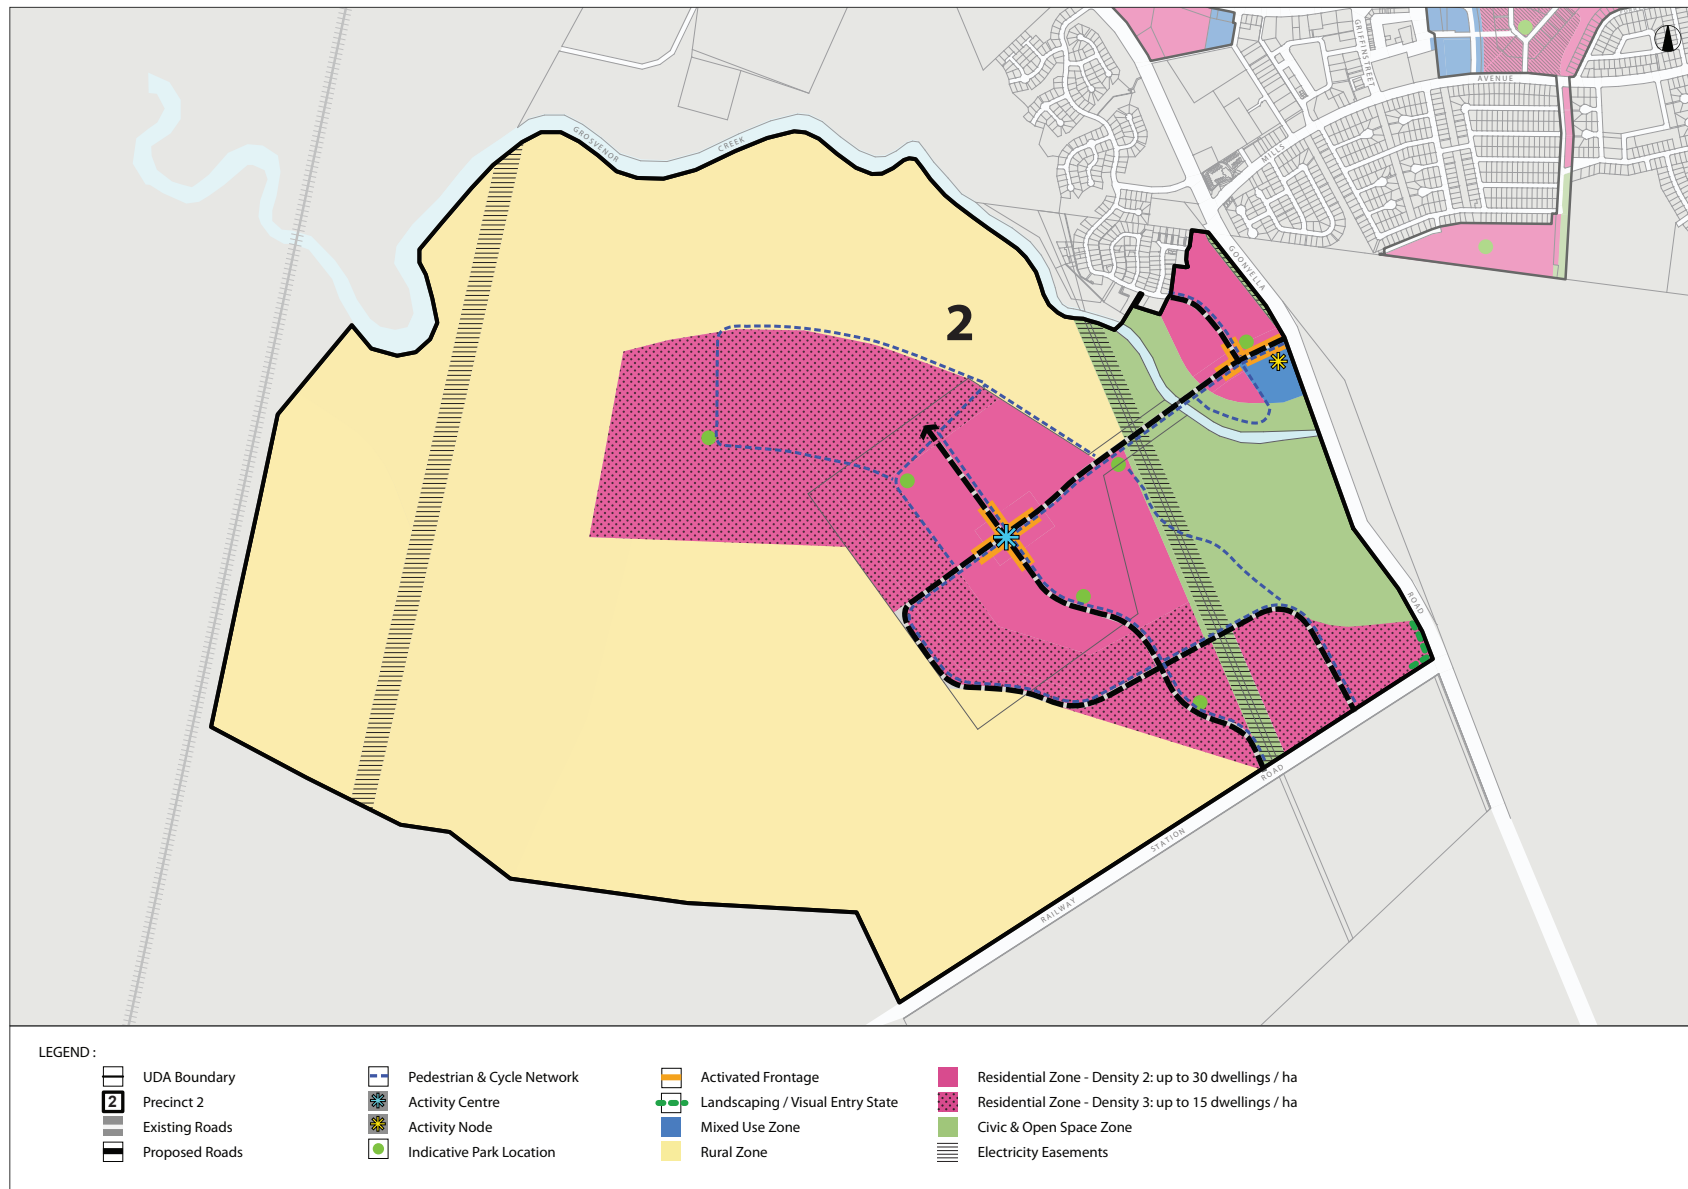 GRIFFIN STREET
AVENUE
MILLS
GROSVENOR
CREEK
GOONYELLA
2
ROAD
ROAD
STATION
RAILWAY
LEGEND :
UDA Boundary
2 Precinct 2
Existing Roads
Proposed Roads
Pedestrian & Cycle Network
Activity Centre
Activity Node
Indicative Park Location
Activated Frontage
Landscaping / Visual Entry State
Mixed Use Zone
Rural Zone
Residential Zone - Density 2: up to 30 dwellings / ha
Residential Zone - Density 3: up to 15 dwellings / ha
Civic & Open Space Zone
Electricity Easements